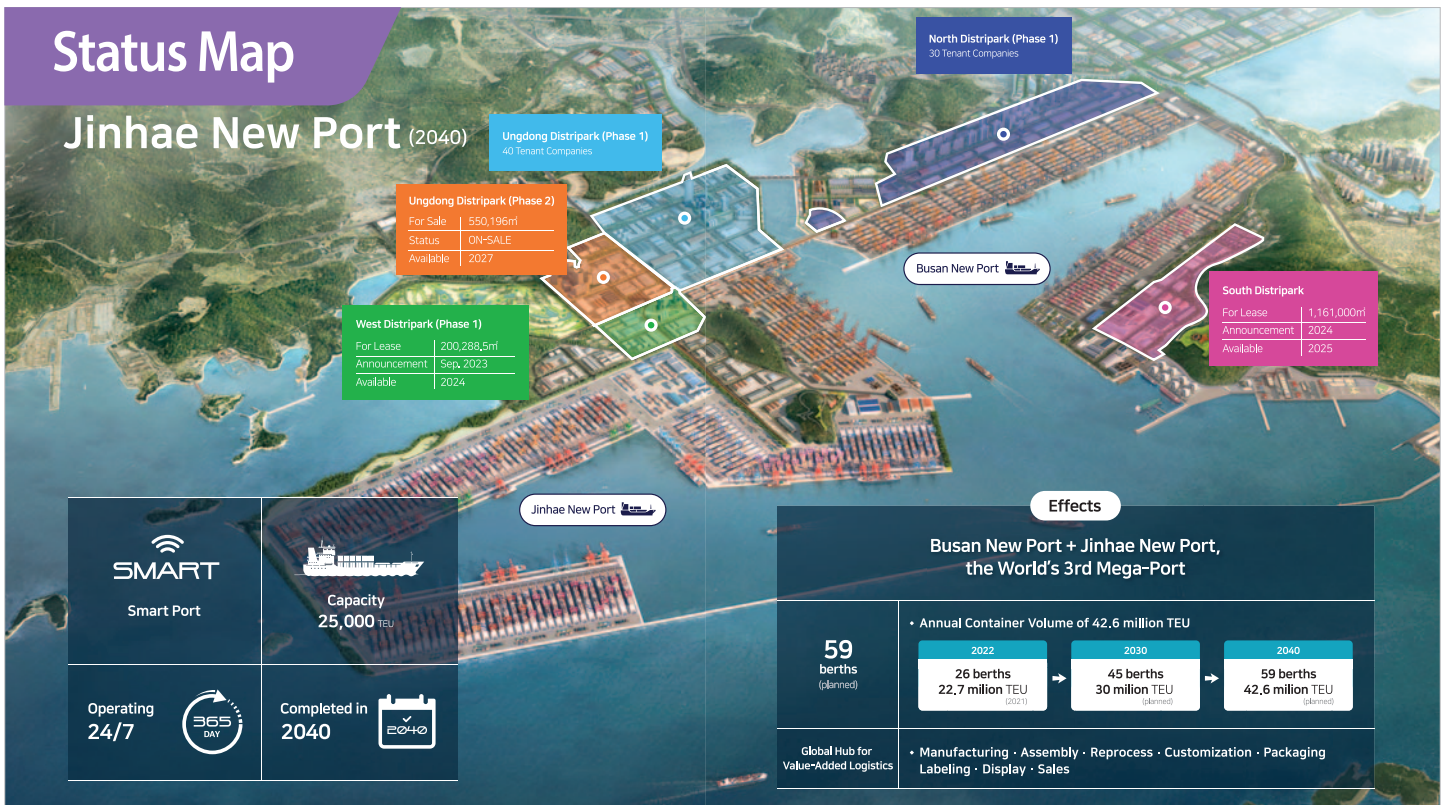 Status Map
Jinhae New Port (2040)
North Distripark (Phase 1)
30 Tenant Companies
Ungdong Distripark (Phase 1)
40 Tenant Companies
Ungdong Distripark (Phase 2)
For Sale 550,196㎡
Status ON-SALE
Available 2027
Busan New Port
South Distripark
For Lease 1,161,000㎡
Announcement 2024
Available 2025
West Distripark (Phase 1)
For Lease 200,288.5㎡
Announcement Sep. 2023
Available 2024
Jinhae New Port
SMART
Smart Port
Capacity
25,000 TEU
Operating
24/7
365
DAY
Completed in
2040
2040
Effects
Busan New Port + Jinhae New Port,
the World's 3rd Mega-Port
59
berths
(planned)
• Annual Container Volume of 42.6 million TEU
2022
26 berths
22.7 milion TEU
(2021)
2030
45 berths
30 milion TEU
(planned)
2040
59 berths
42.6 milion TEU
(planned)
Global Hub for
Value-Added Logistics
• Manufacturing · Assembly · Reprocess · Customization · Packaging
Labeling · Display · Sales